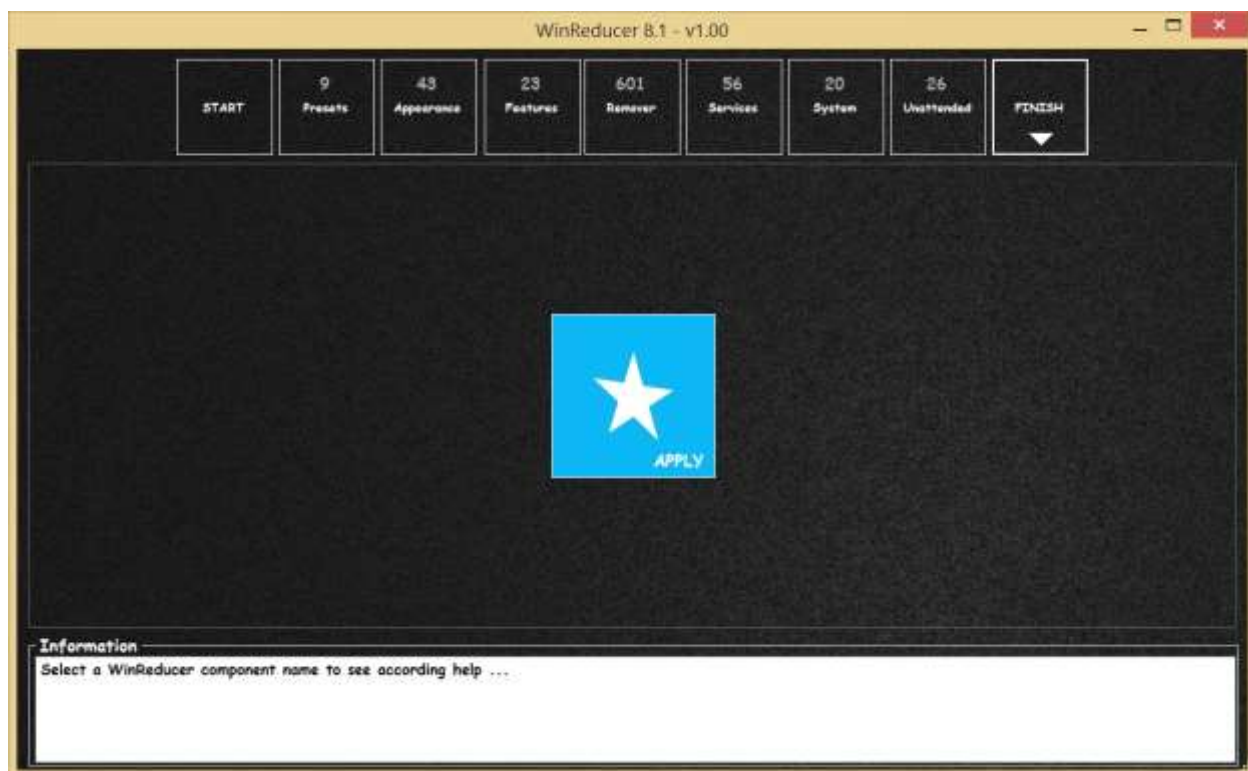 WinReducer 8.1 - v1.00
START
9
Presets
43
Appearance
23
Features
601
Remover
56
Services
20
System
26
Unattended
FINISH
APPLY
Information
Select a WinReducer component name to see according help ...